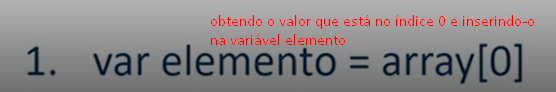 obtendo o valor que está no índice 0 e inserindo-o
na variável elemento
1. var elemento = array[0]